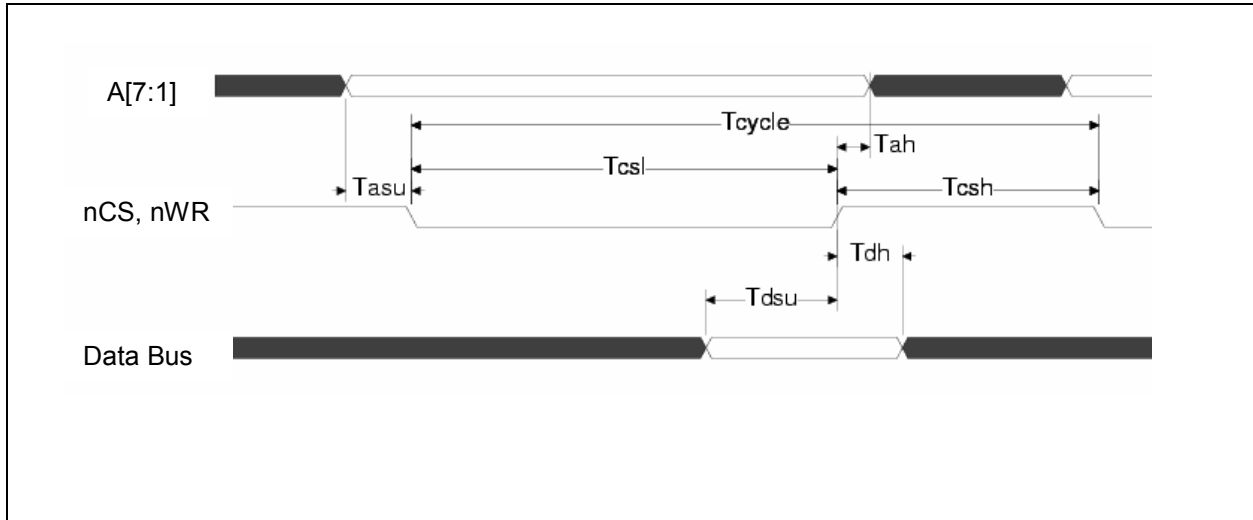 A[7:1]
Tcycle
Tah
Tcsl
Tasu
Tcsh
nCS, nWR
Tdh
Tdsu
Data Bus